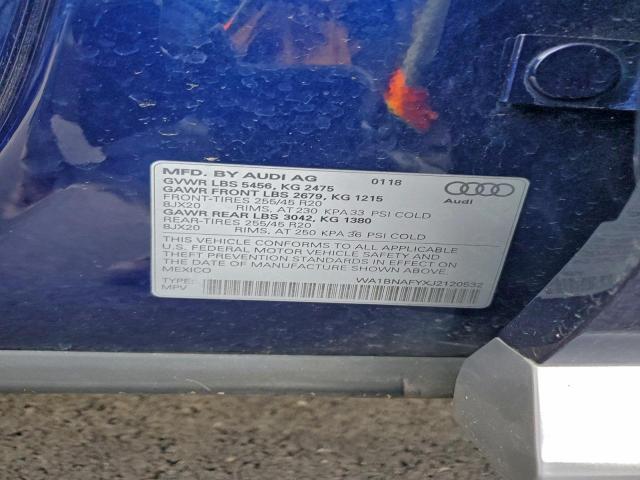 MFD. BY AUDI AG 0118
GVWR LBS 5456, KG 2475
GAWR FRONT LBS 2679, KG 1215
FRONT-TIRES 255/45 R20
8JX20 RIMS, AT 230 KPA 33 PSI COLD
GAWR REAR LBS 3042, KG 1380
REAR-TIRES 255/45 R20
8JX20 RIMS, AT 250 KPA 36 PSI COLD
Audi
THIS VEHICLE CONFORMS TO ALL APPLICABLE
U.S. FEDERAL MOTOR VEHICLE SAFETY AND
THEFT PREVENTION STANDARDS IN EFFECT ON THE
DATE OF MANUFACTURE SHOWN ABOVE.
MEXICO
TYPE: WA1BNAFYXJ2120532
MPV